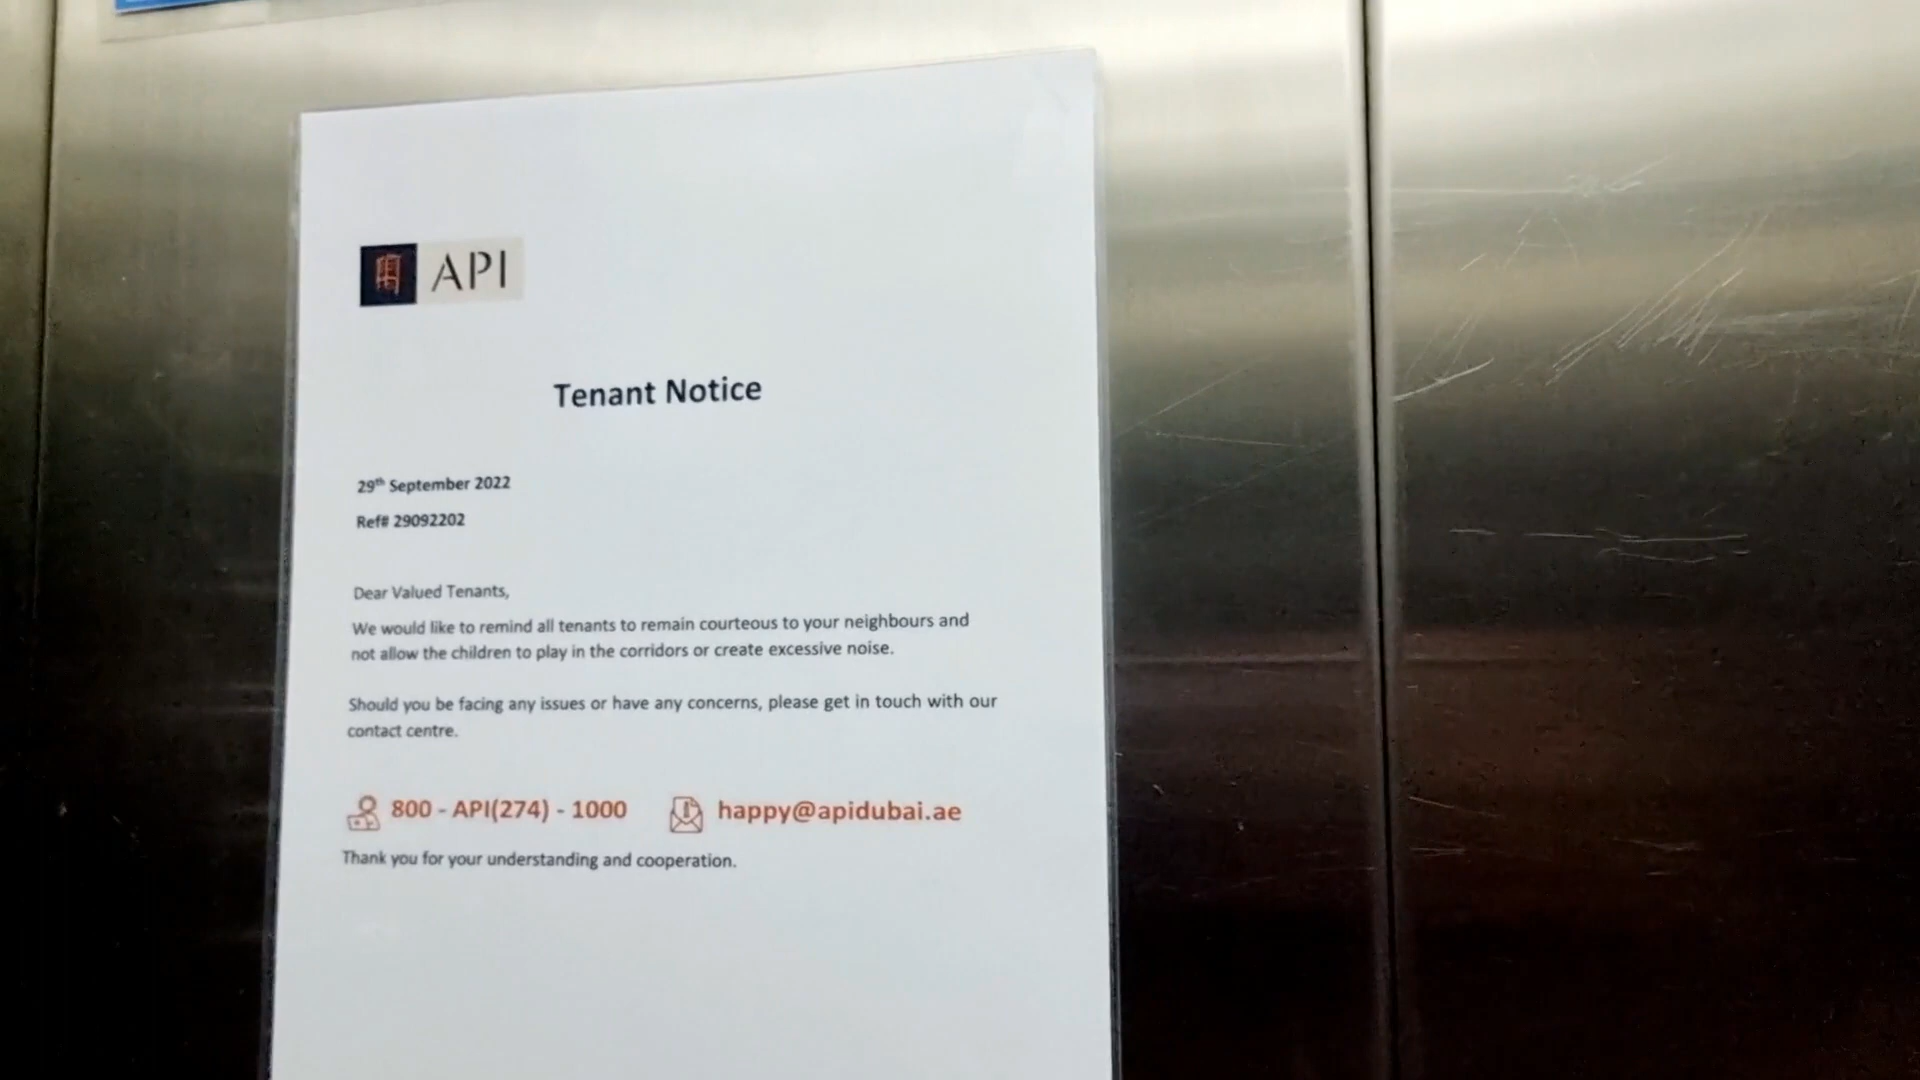 API
Tenant Notice
29th September 2022
Ref# 29092202
Dear Valued Tenants,
We would like to remind all tenants to remain courteous to your neighbours and
not allow the children to play in the corridors or create excessive noise.
Should you be facing any issues or have any concerns, please get in touch with our
contact centre.
800 - API(274) - 1000 happy@apidubai.ae
Thank you for your understanding and cooperation.